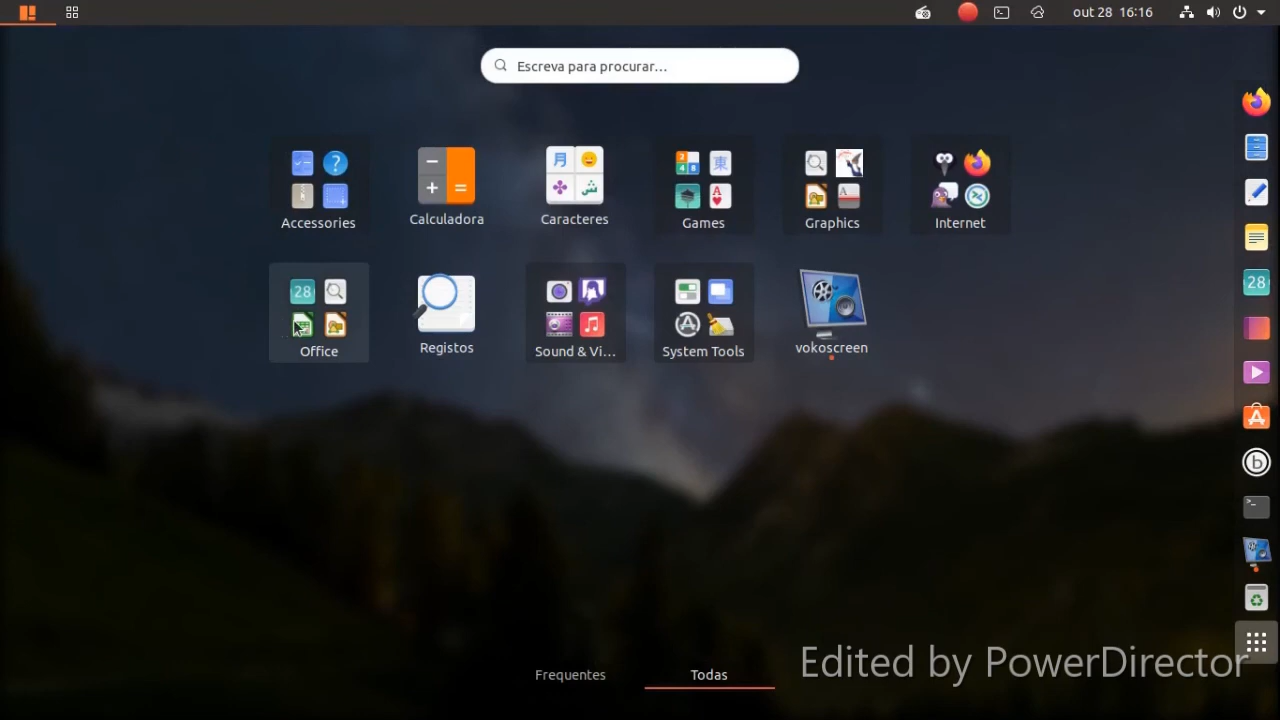 out 28 16:16
Escreva para procurar...
Accessories
Calculadora
Caracteres
Games
Graphics
Internet
Office
Registos
Sound & Vi...
System Tools
vokoscreen
28
28
Frequentes
Todas
Edited by PowerDirector